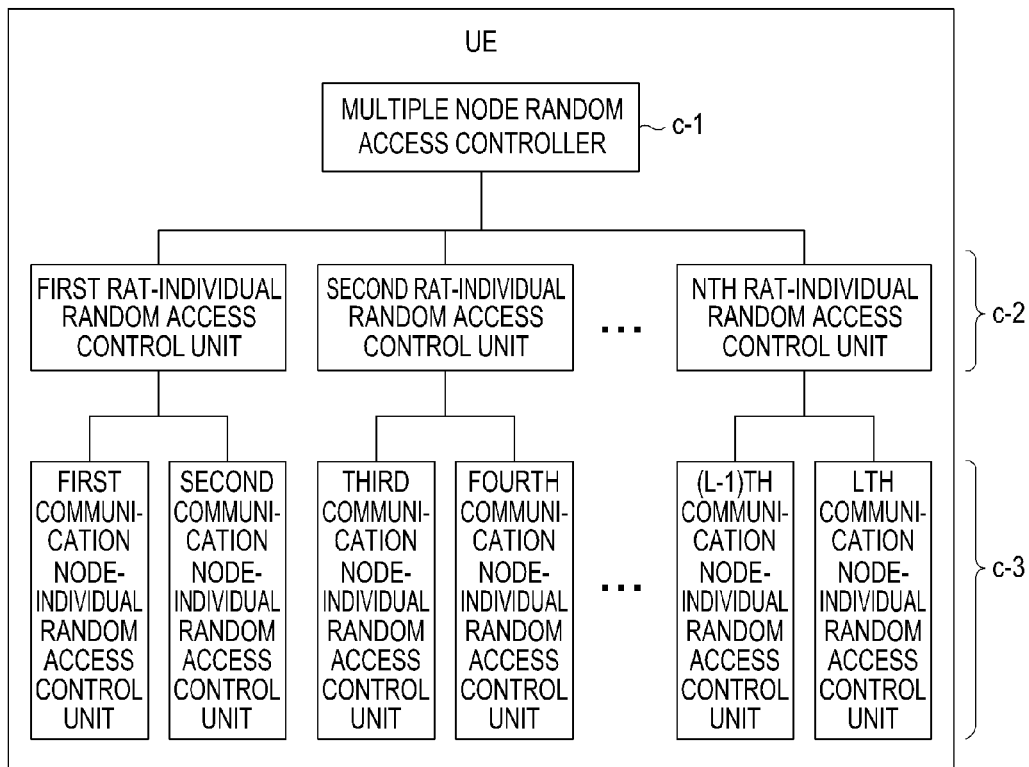 UE
MULTIPLE NODE RANDOM
ACCESS CONTROLLER
c-1
FIRST RAT-INDIVIDUAL
RANDOM ACCESS
CONTROL UNIT
SECOND RAT-INDIVIDUAL
RANDOM ACCESS
CONTROL UNIT
...
NTH RAT-INDIVIDUAL
RANDOM ACCESS
CONTROL UNIT
c-2
FIRST
COMMUNI-
CATION
NODE-
INDIVIDUAL
RANDOM
ACCESS
CONTROL
UNIT
SECOND
COMMUNI-
CATION
NODE-
INDIVIDUAL
RANDOM
ACCESS
CONTROL
UNIT
THIRD
COMMUNI-
CATION
NODE-
INDIVIDUAL
RANDOM
ACCESS
CONTROL
UNIT
FOURTH
COMMUNI-
CATION
NODE-
INDIVIDUAL
RANDOM
ACCESS
CONTROL
UNIT
...
(L-1)TH
COMMUNI-
CATION
NODE-
INDIVIDUAL
RANDOM
ACCESS
CONTROL
UNIT
LTH
COMMUNI-
CATION
NODE-
INDIVIDUAL
RANDOM
ACCESS
CONTROL
UNIT
c-3